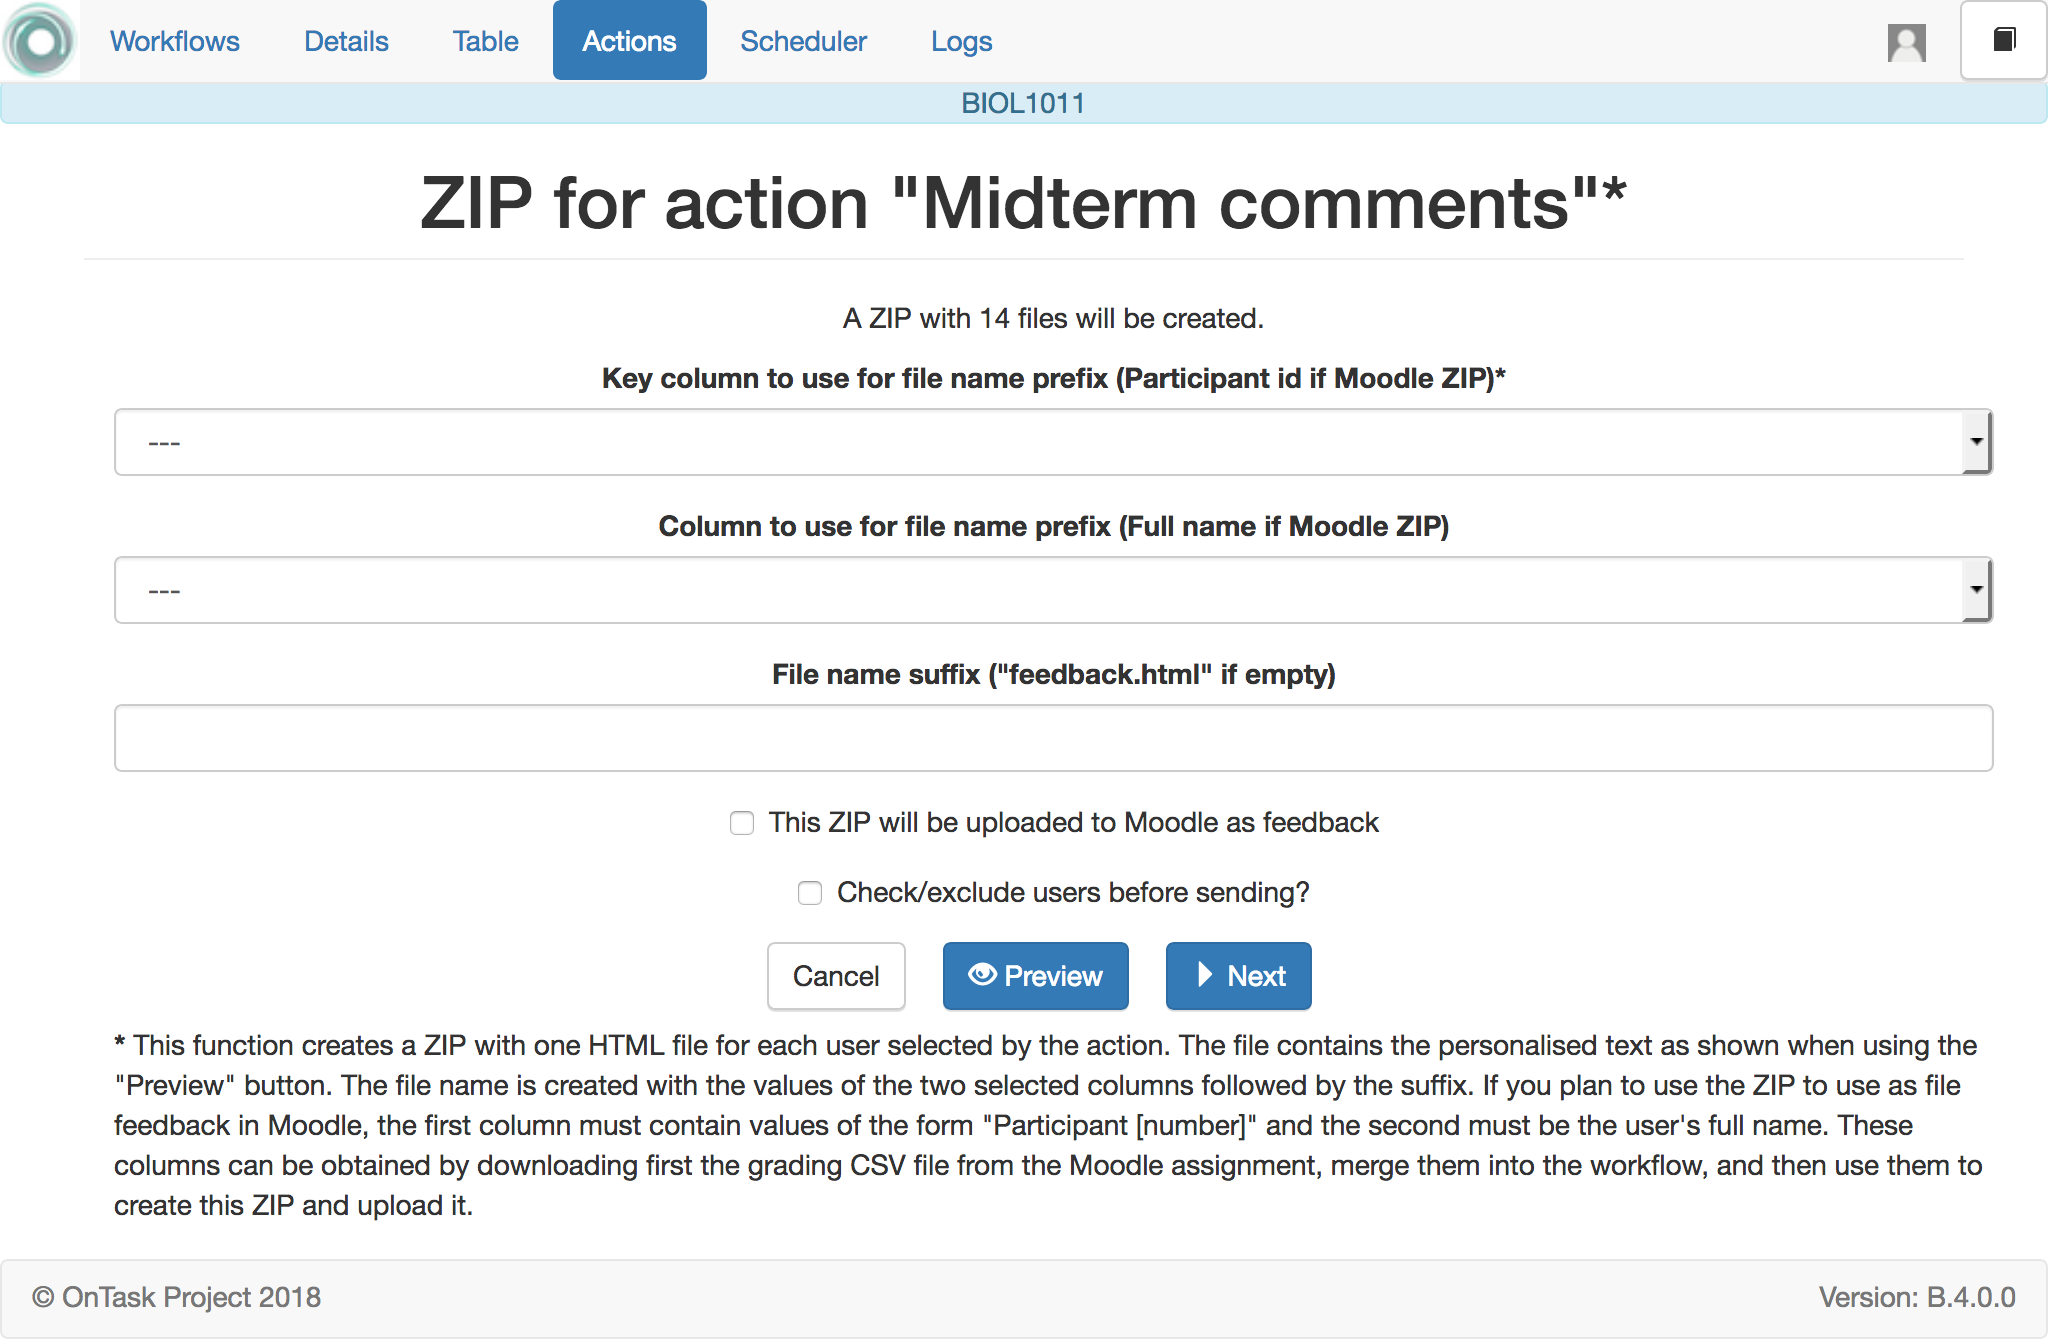 Workflows Details Table Actions Scheduler Logs
BIOL1011
ZIP for action "Midterm comments"*
A ZIP with 14 files will be created.
Key column to use for file name prefix (Participant id if Moodle ZIP)*
---
Column to use for file name prefix (Full name if Moodle ZIP)
---
File name suffix ("feedback.html" if empty)
This ZIP will be uploaded to Moodle as feedback
Check/exclude users before sending?
Cancel Preview Next
* This function creates a ZIP with one HTML file for each user selected by the action. The file contains the personalised text as shown when using the
"Preview" button. The file name is created with the values of the two selected columns followed by the suffix. If you plan to use the ZIP to use as file
feedback in Moodle, the first column must contain values of the form "Participant [number]" and the second must be the user's full name. These
columns can be obtained by downloading first the grading CSV file from the Moodle assignment, merge them into the workflow, and then use them to
create this ZIP and upload it.
© OnTask Project 2018 Version: B.4.0.0